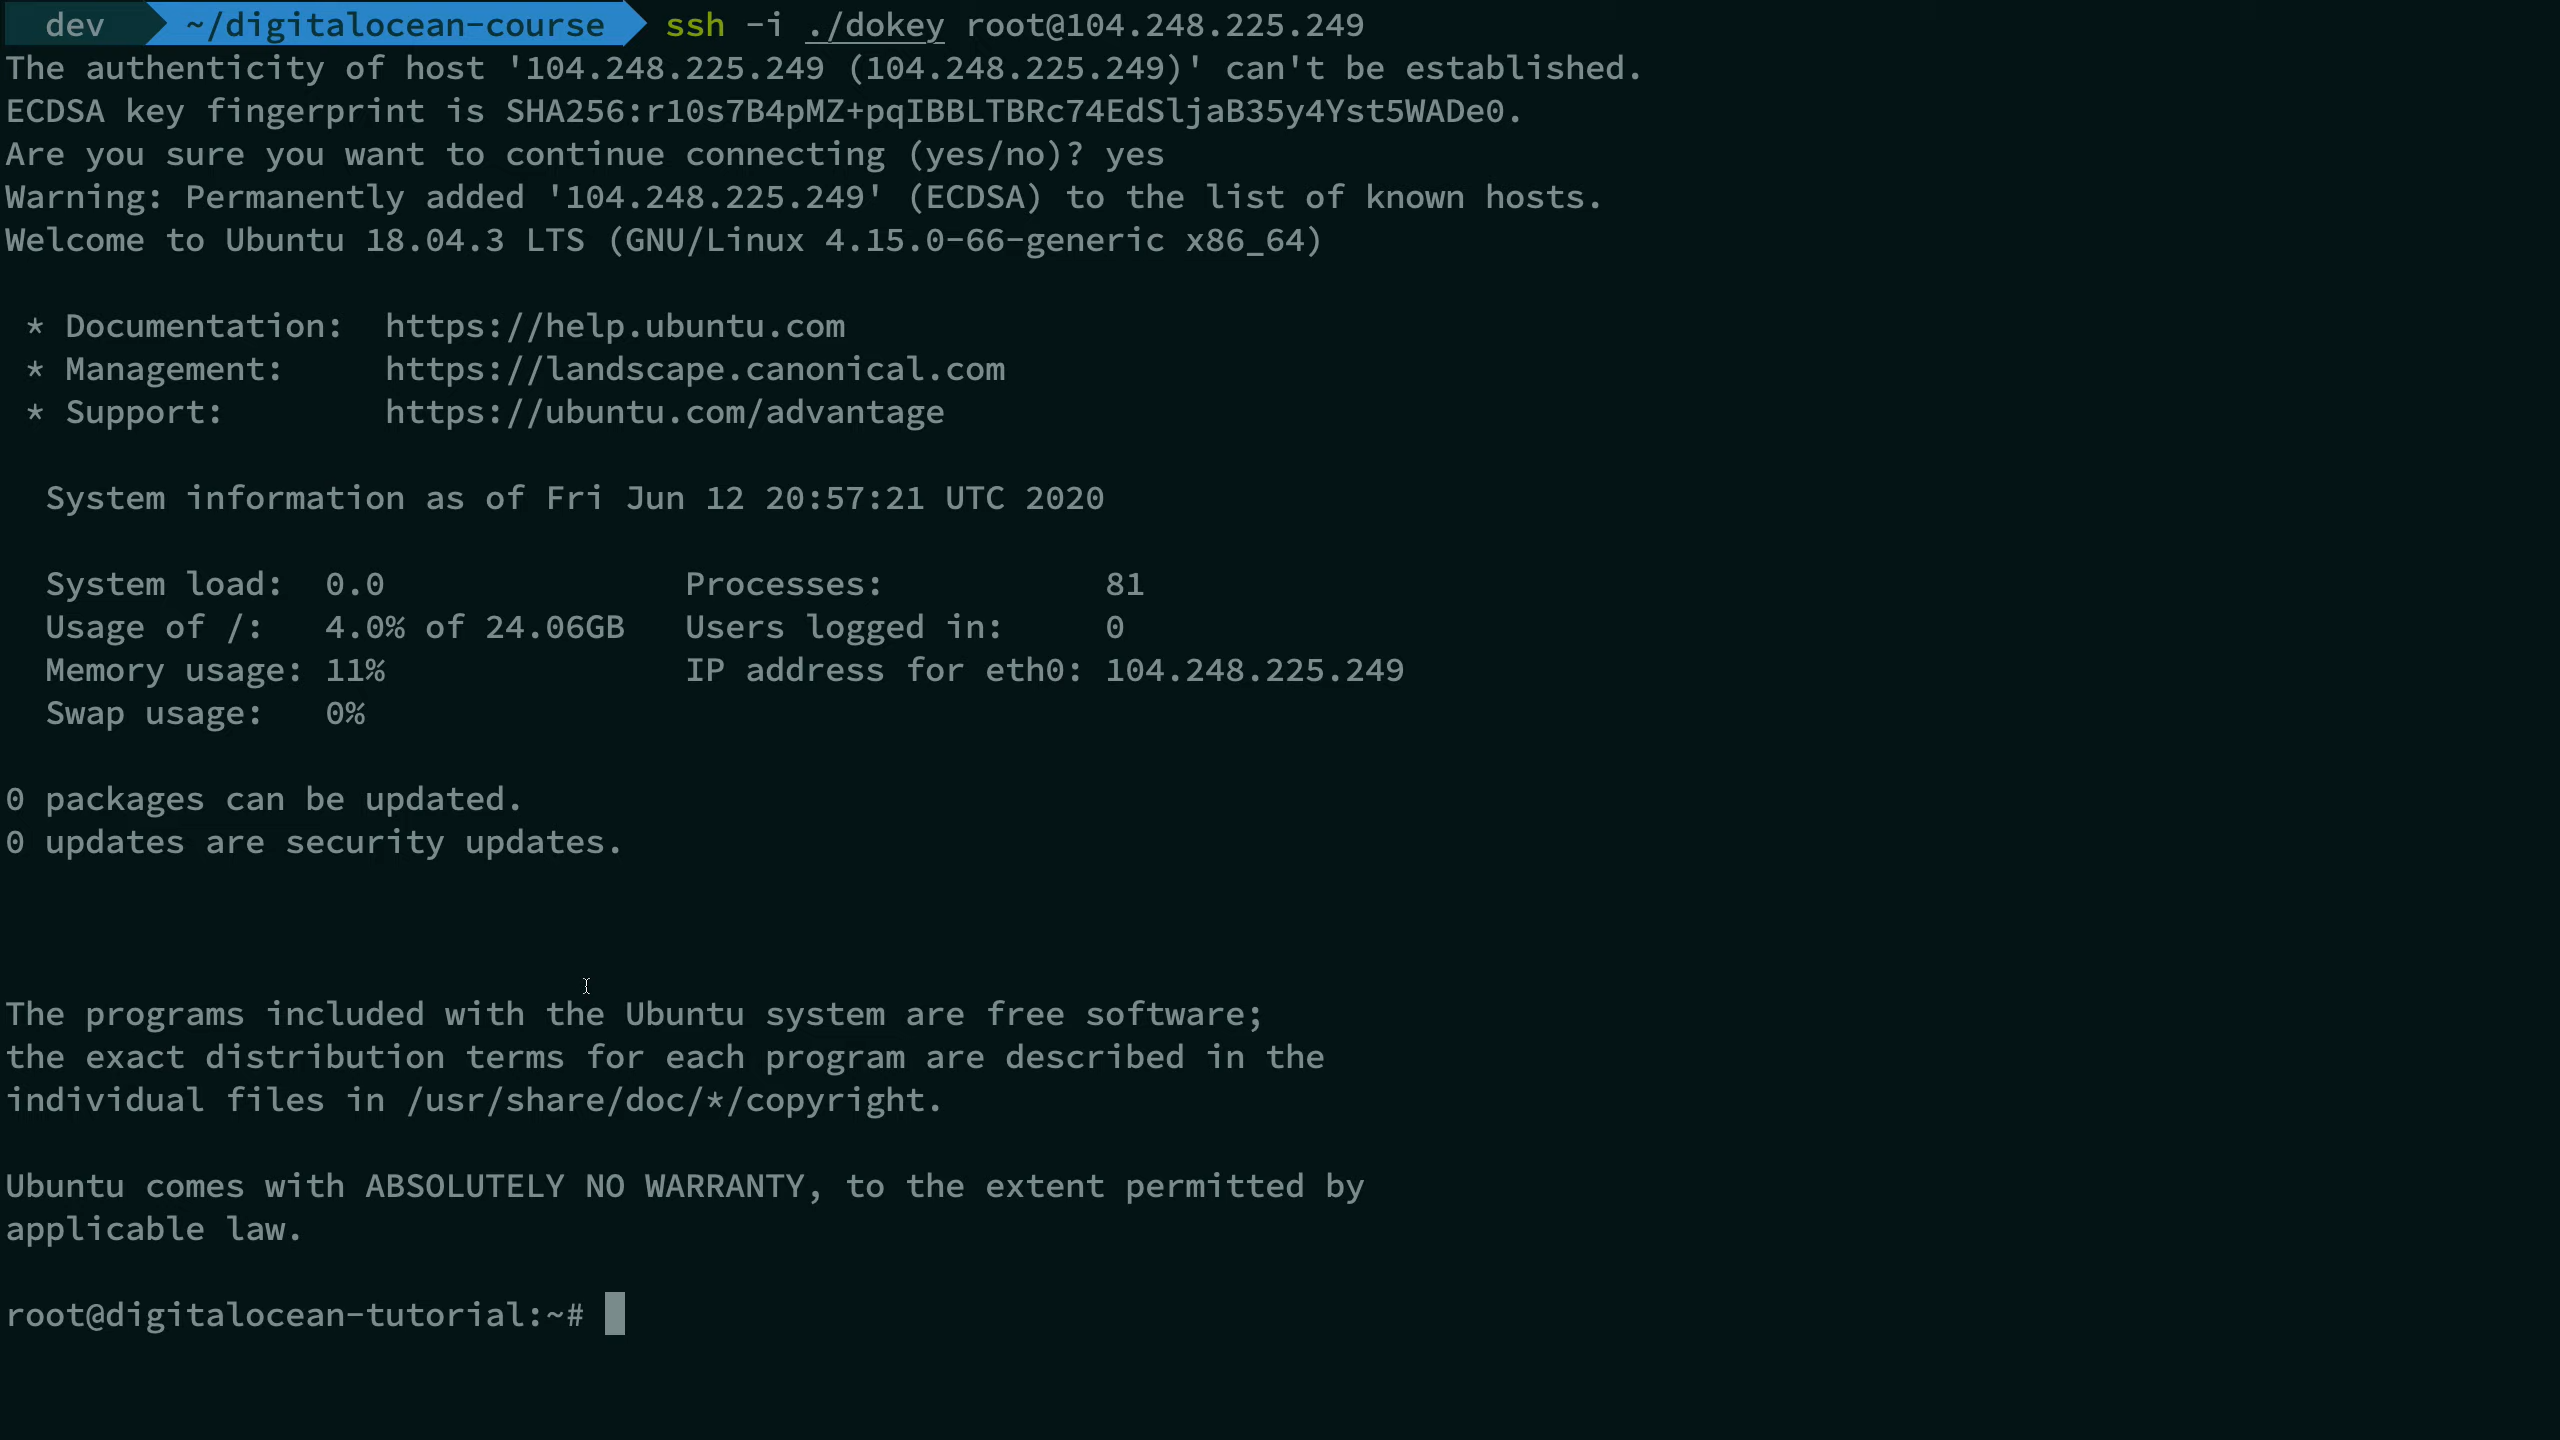 dev ~/digitalocean-course ssh -i ./dokey root@104.248.225.249
The authenticity of host '104.248.225.249 (104.248.225.249)' can't be established.
ECDSA key fingerprint is SHA256:r10s7B4pMZ+pqIBBLTBRc74EdSljaB35y4Yst5WADe0.
Are you sure you want to continue connecting (yes/no)? yes
Warning: Permanently added '104.248.225.249' (ECDSA) to the list of known hosts.
Welcome to Ubuntu 18.04.3 LTS (GNU/Linux 4.15.0-66-generic x86_64)
* Documentation: https://help.ubuntu.com
* Management: https://landscape.canonical.com
* Support: https://ubuntu.com/advantage
System information as of Fri Jun 12 20:57:21 UTC 2020
System load: 0.0 Processes: 81
Usage of /: 4.0% of 24.06GB Users logged in: 0
Memory usage: 11% IP address for eth0: 104.248.225.249
Swap usage: 0%
0 packages can be updated.
0 updates are security updates.
The programs included with the Ubuntu system are free software;
the exact distribution terms for each program are described in the
individual files in /usr/share/doc/*/copyright.
Ubuntu comes with ABSOLUTELY NO WARRANTY, to the extent permitted by
applicable law.
root@digitalocean-tutorial:~#